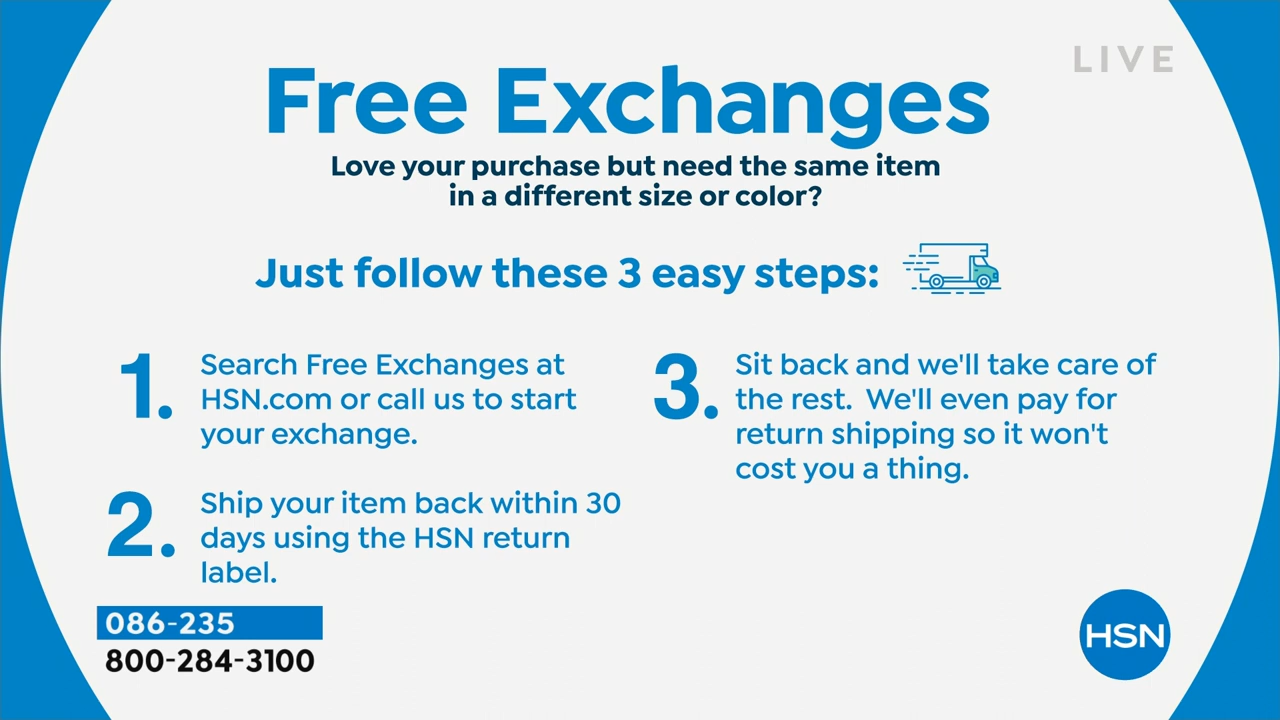 LIVE
Free Exchanges
Love your purchase but need the same item
in a different size or color?
Just follow these 3 easy steps:
1. Search Free Exchanges at
HSN.com or call us to start
your exchange.
2. Ship your item back within 30
days using the HSN return
label.
3. Sit back and we'll take care of
the rest. We'll even pay for
return shipping so it won't
cost you a thing.
086-235
800-284-3100
HSN